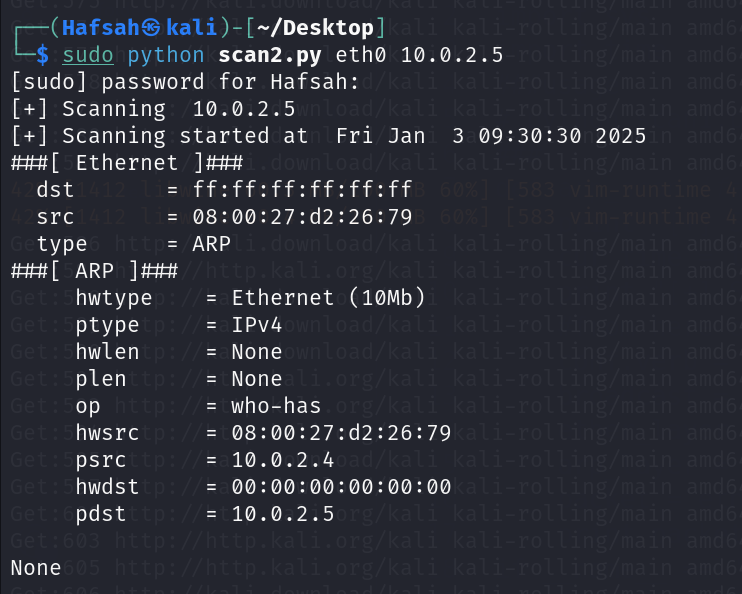 ┌──(Hafsah㉿kali)-[~/Desktop]
└─$ sudo python scan2.py eth0 10.0.2.5
[sudo] password for Hafsah:
[+] Scanning  10.0.2.5
[+] Scanning started at  Fri Jan  3 09:30:30 2025
###[ Ethernet ]###
  dst       = ff:ff:ff:ff:ff:ff
  src       = 08:00:27:d2:26:79
  type      = ARP
###[ ARP ]###
     hwtype    = Ethernet (10Mb)
     ptype     = IPv4
     hwlen     = None
     plen      = None
     op        = who-has
     hwsrc     = 08:00:27:d2:26:79
     psrc      = 10.0.2.4
     hwdst     = 00:00:00:00:00:00
     pdst      = 10.0.2.5

None